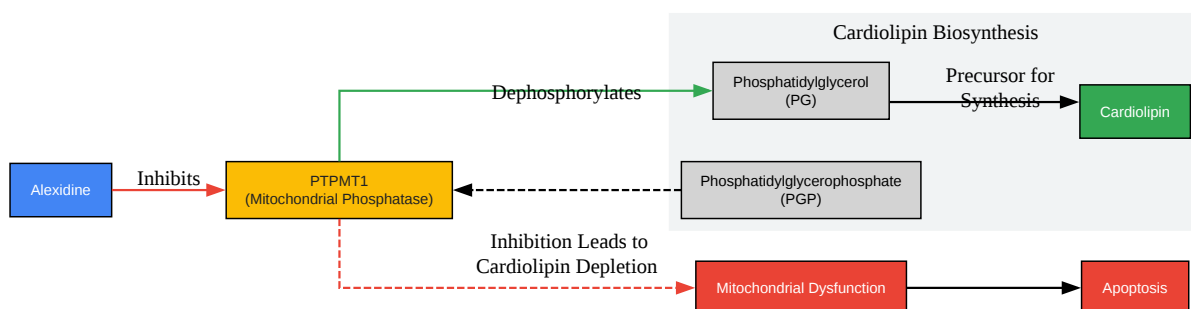 Cardiolipin Biosynthesis
Dephosphorylates
Phosphatidylglycerol
(PG)
Precursor for
Synthesis
Cardiolipin
Alexidine
Inhibits
PTPMT1
(Mitochondrial Phosphatase)
Phosphatidylglycerophosphate
(PGP)
Inhibition Leads to
Cardiolipin Depletion
Mitochondrial Dysfunction
Apoptosis